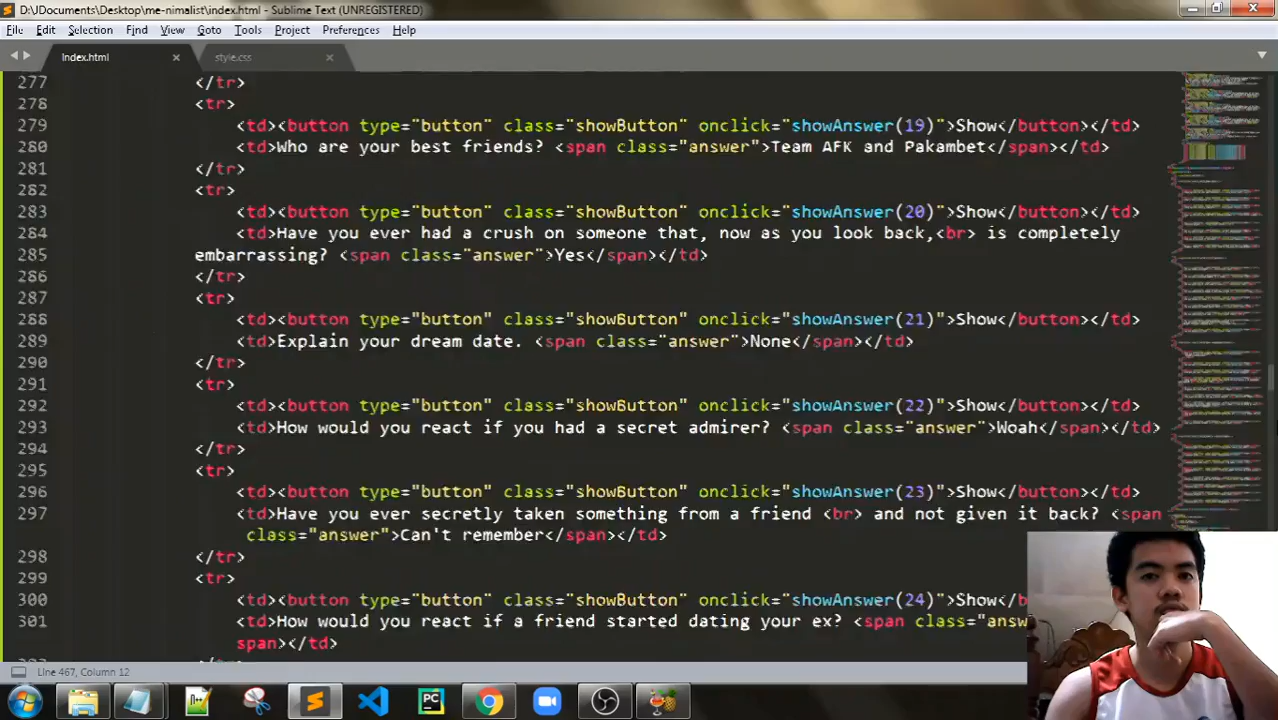 D:\JDocuments\Desktop\me-nimalist\index.html - Sublime Text (UNREGISTERED)
File Edit Selection Find View Goto Tools Project Preferences Help
index.html × style.css ×
277 </tr>
278 <tr>
279 <td><button type="button" class="showButton" onclick="showAnswer(19)">Show</button></td>
280 <td>Who are your best friends? <span class="answer">Team AFK and Pakambet</span></td>
281 </tr>
282 <tr>
283 <td><button type="button" class="showButton" onclick="showAnswer(20)">Show</button></td>
284 <td>Have you ever had a crush on someone that, now as you look back,<br> is completely
285 embarrassing? <span class="answer">Yes</span></td>
286 </tr>
287 <tr>
288 <td><button type="button" class="showButton" onclick="showAnswer(21)">Show</button></td>
289 <td>Explain your dream date. <span class="answer">None</span></td>
290 </tr>
291 <tr>
292 <td><button type="button" class="showButton" onclick="showAnswer(22)">Show</button></td>
293 <td>How would you react if you had a secret admirer? <span class="answer">Woah</span></td>
294 </tr>
295 <tr>
296 <td><button type="button" class="showButton" onclick="showAnswer(23)">Show</button></td>
297 <td>Have you ever secretly taken something from a friend <br> and not given it back? <span
class="answer">Can't remember</span></td>
298 </tr>
299 <tr>
300 <td><button type="button" class="showButton" onclick="showAnswer(24)">Show</b
301 <td>How would you react if a friend started dating your ex? <span class="answ
span></td>
Line 467, Column 12
PC